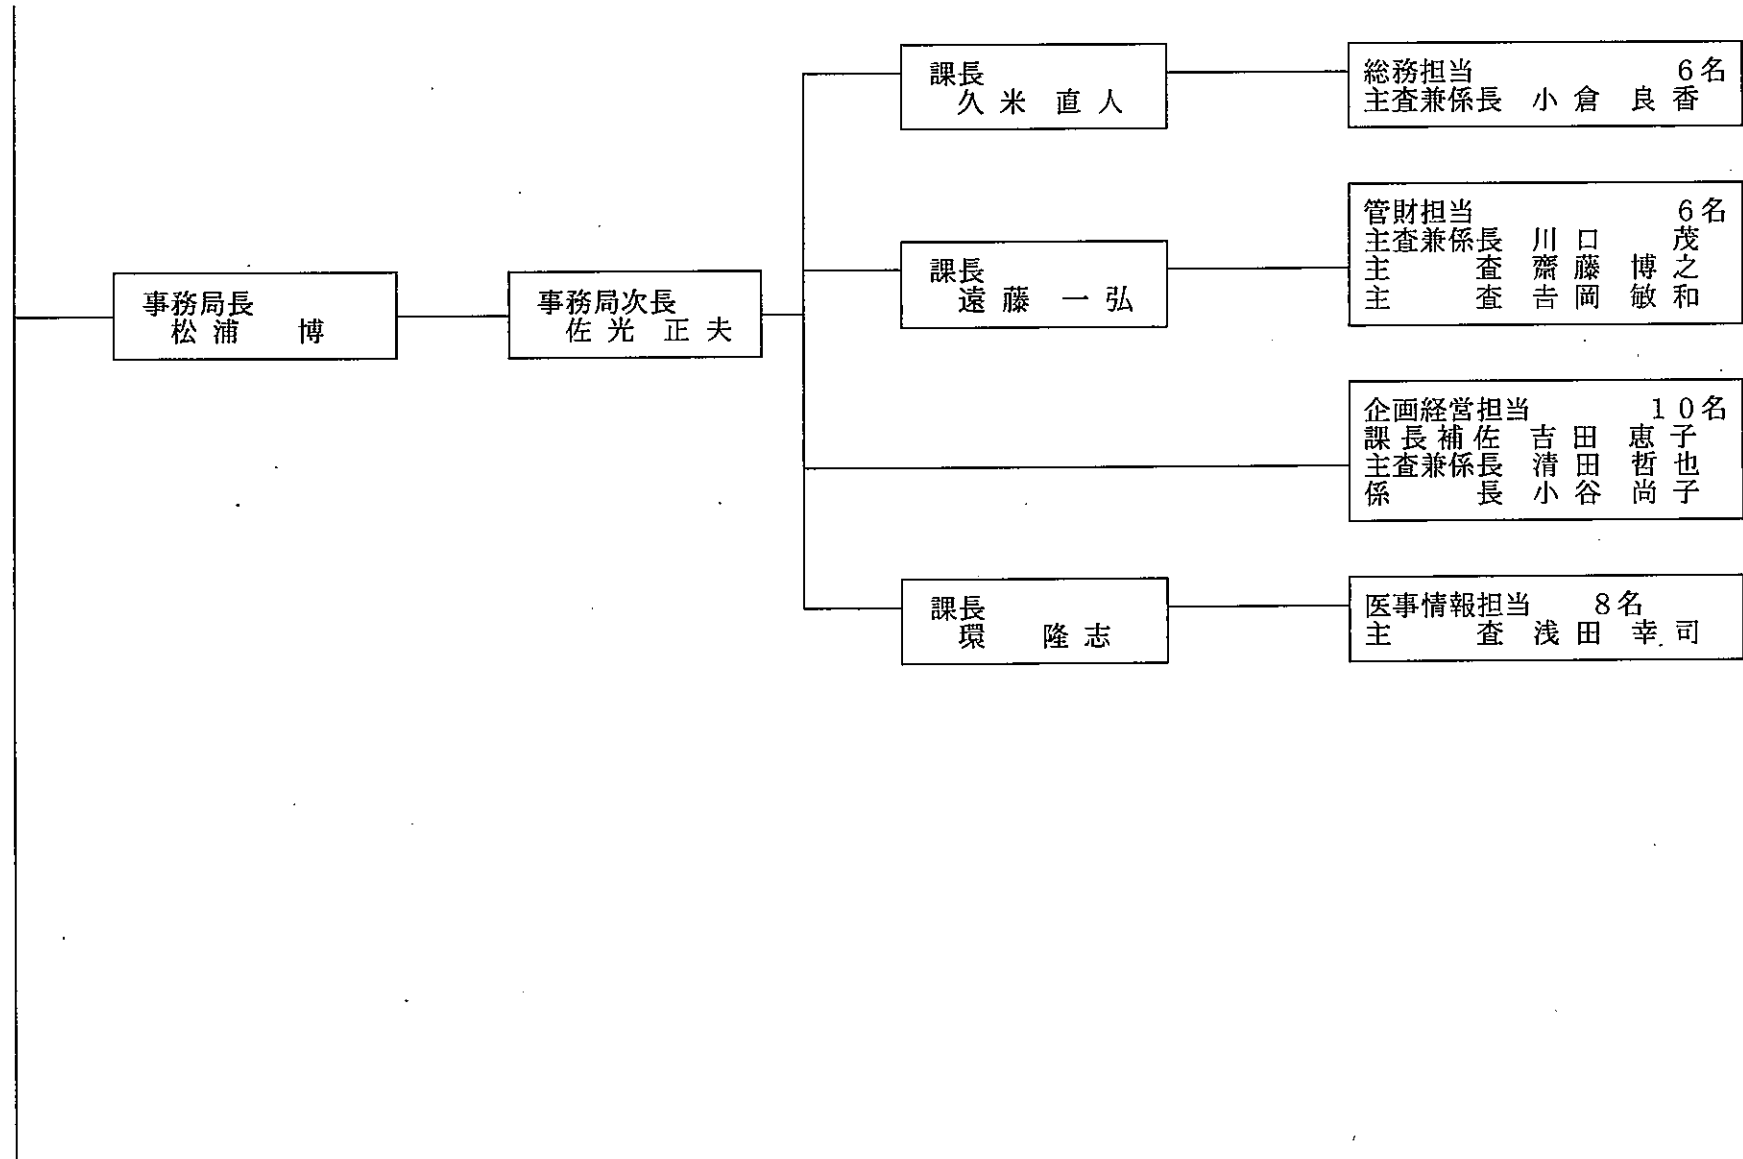 事務局長
松浦　博
事務局次長
佐光　正夫
課長
久米　直人
総務担当　6名
主査兼係長　小倉　良香
課長
遠藤　一弘
管財担当　6名
主査兼係長　川口　茂
主　査　齋藤　博之
主　査　吉岡　敏和
企画経営担当　10名
課長補佐　吉田　恵子
主査兼係長　清田　哲也
係　長　小谷　尚子
課長
環　隆志
医事情報担当　8名
主　査　浅田　幸司